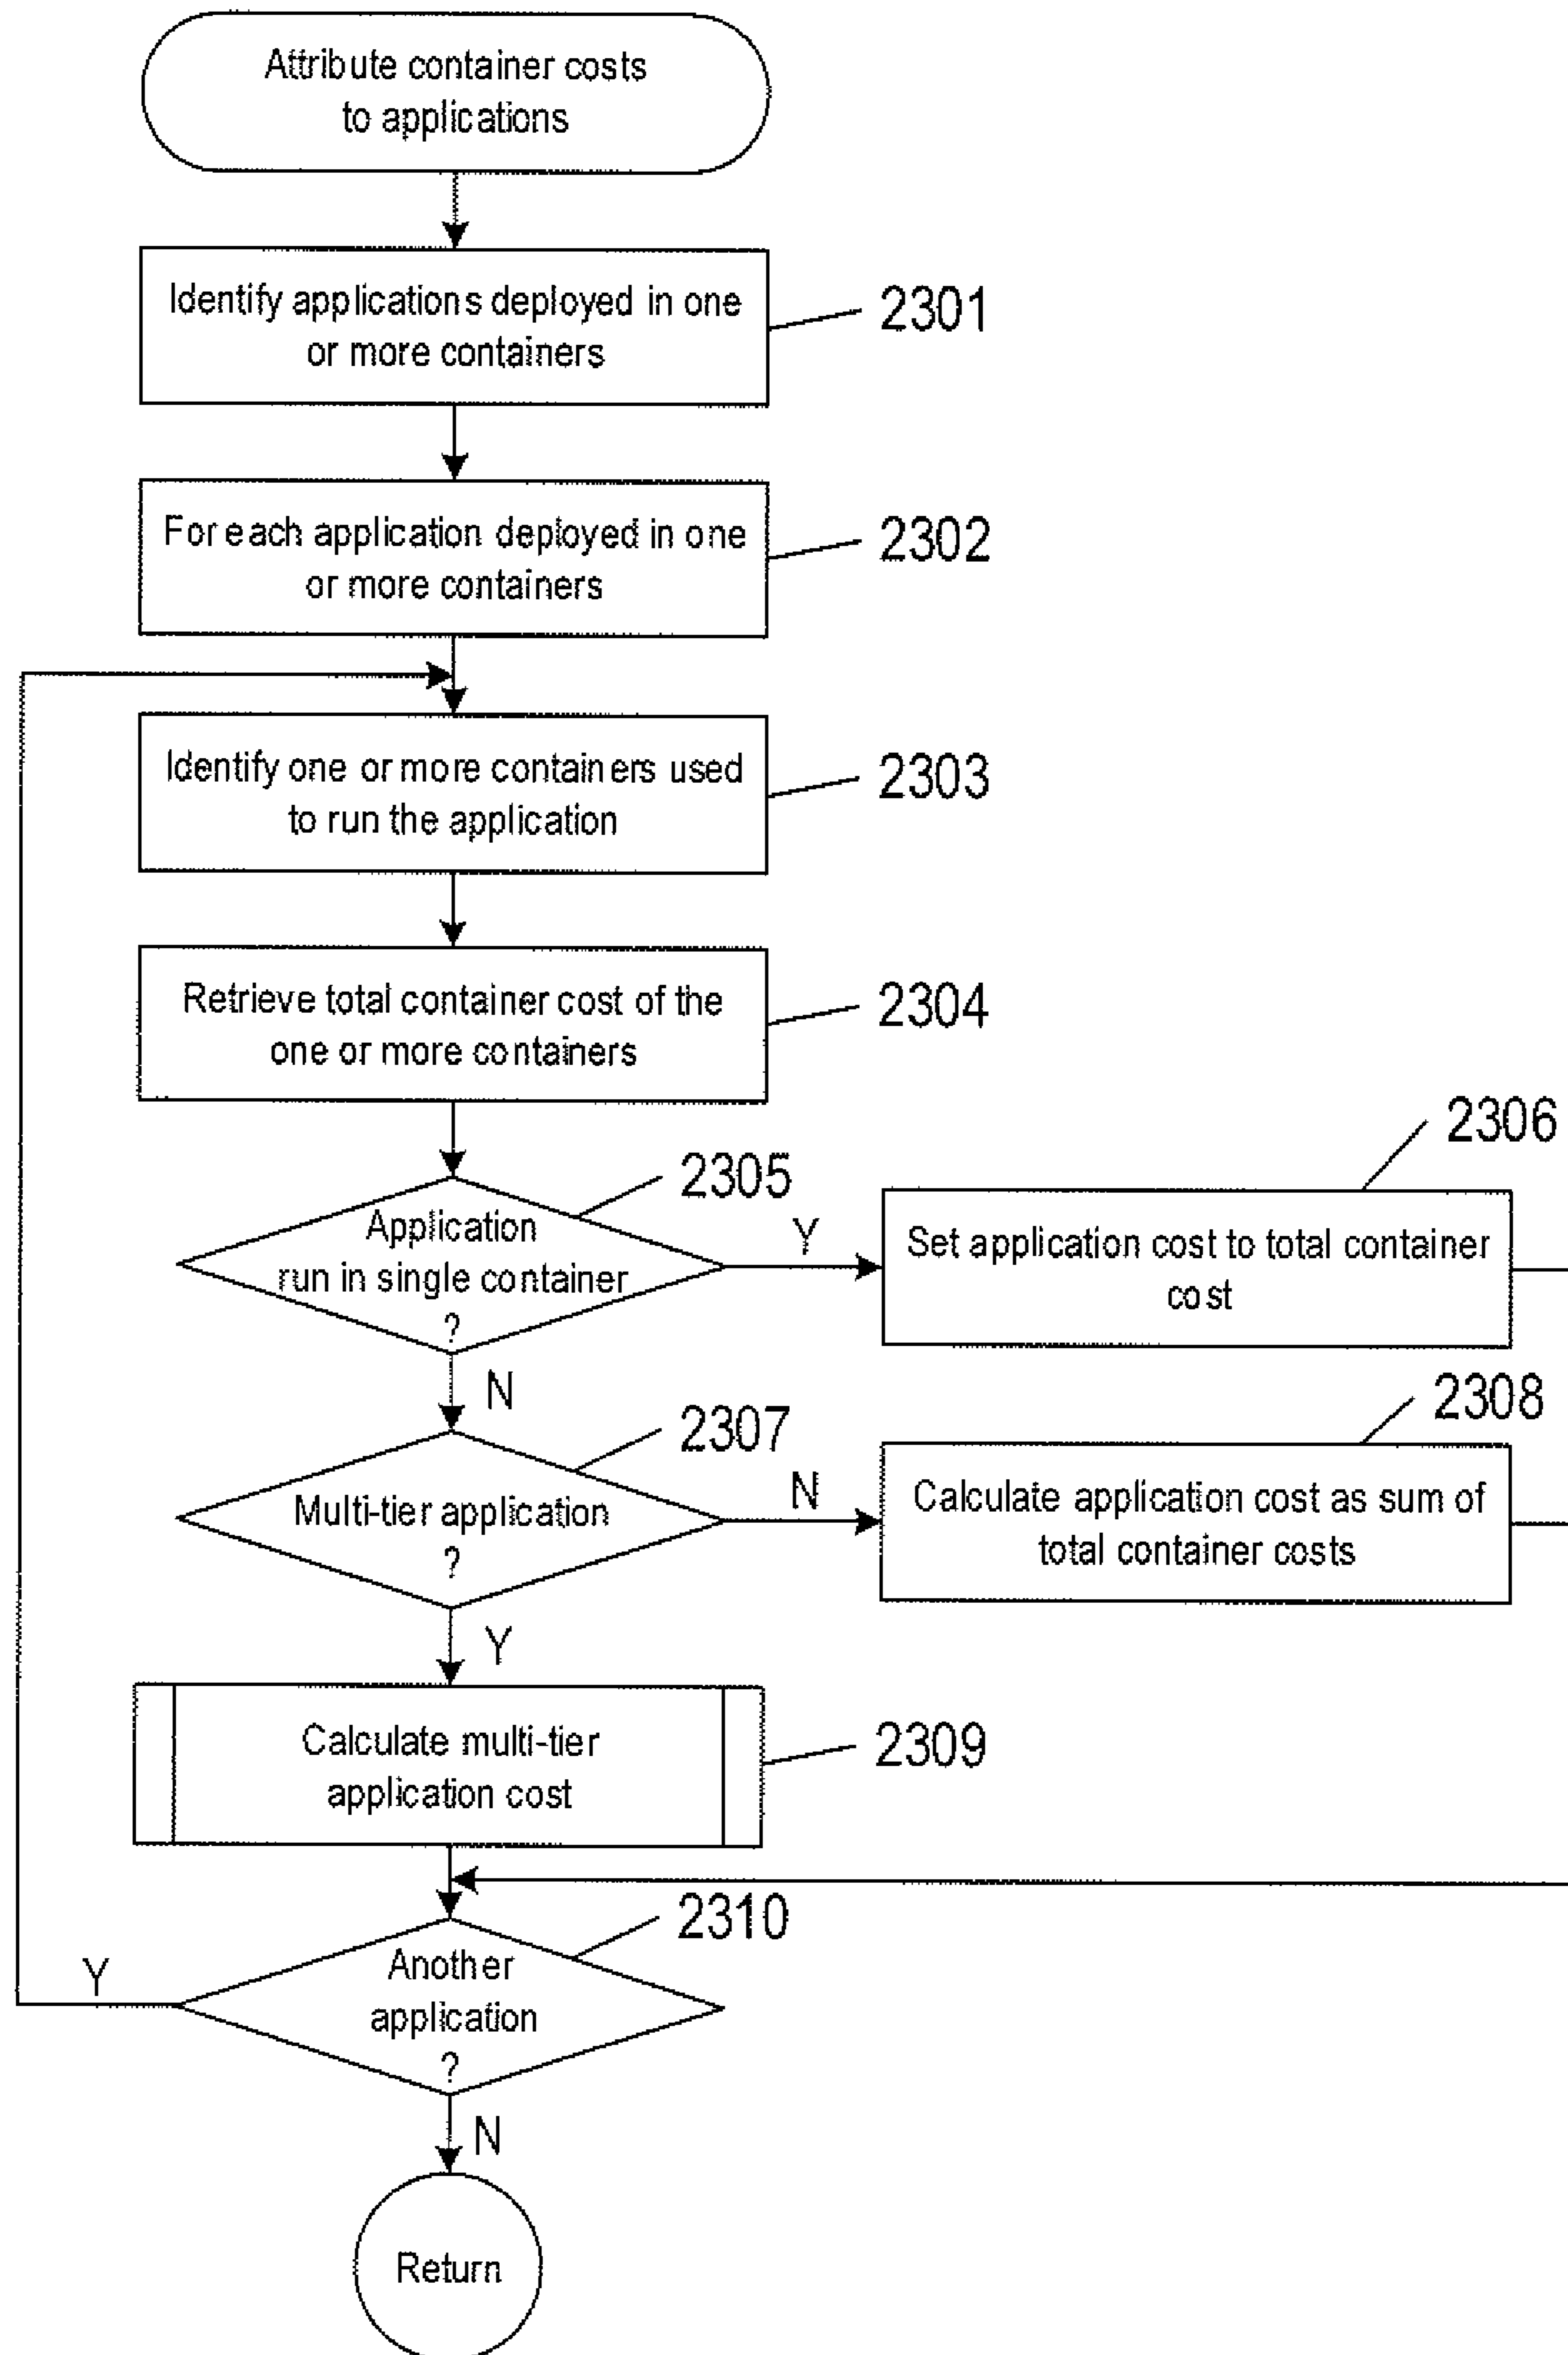 Attribute container costs
to applications
Identify applications deployed in one
or more containers
2301
For each application deployed in one
or more containers
2302
Identify one or more containers used
to run the application
2303
Retrieve total container cost of the
one or more containers
2304
2305
Application
run in single container
?
Y
2306
Set application cost to total container
cost
N
2307
Multi-tier application
?
N
2308
Calculate application cost as sum of
total container costs
Y
Calculate multi-tier
application cost
2309
2310
Another
application
?
Y
N
Return